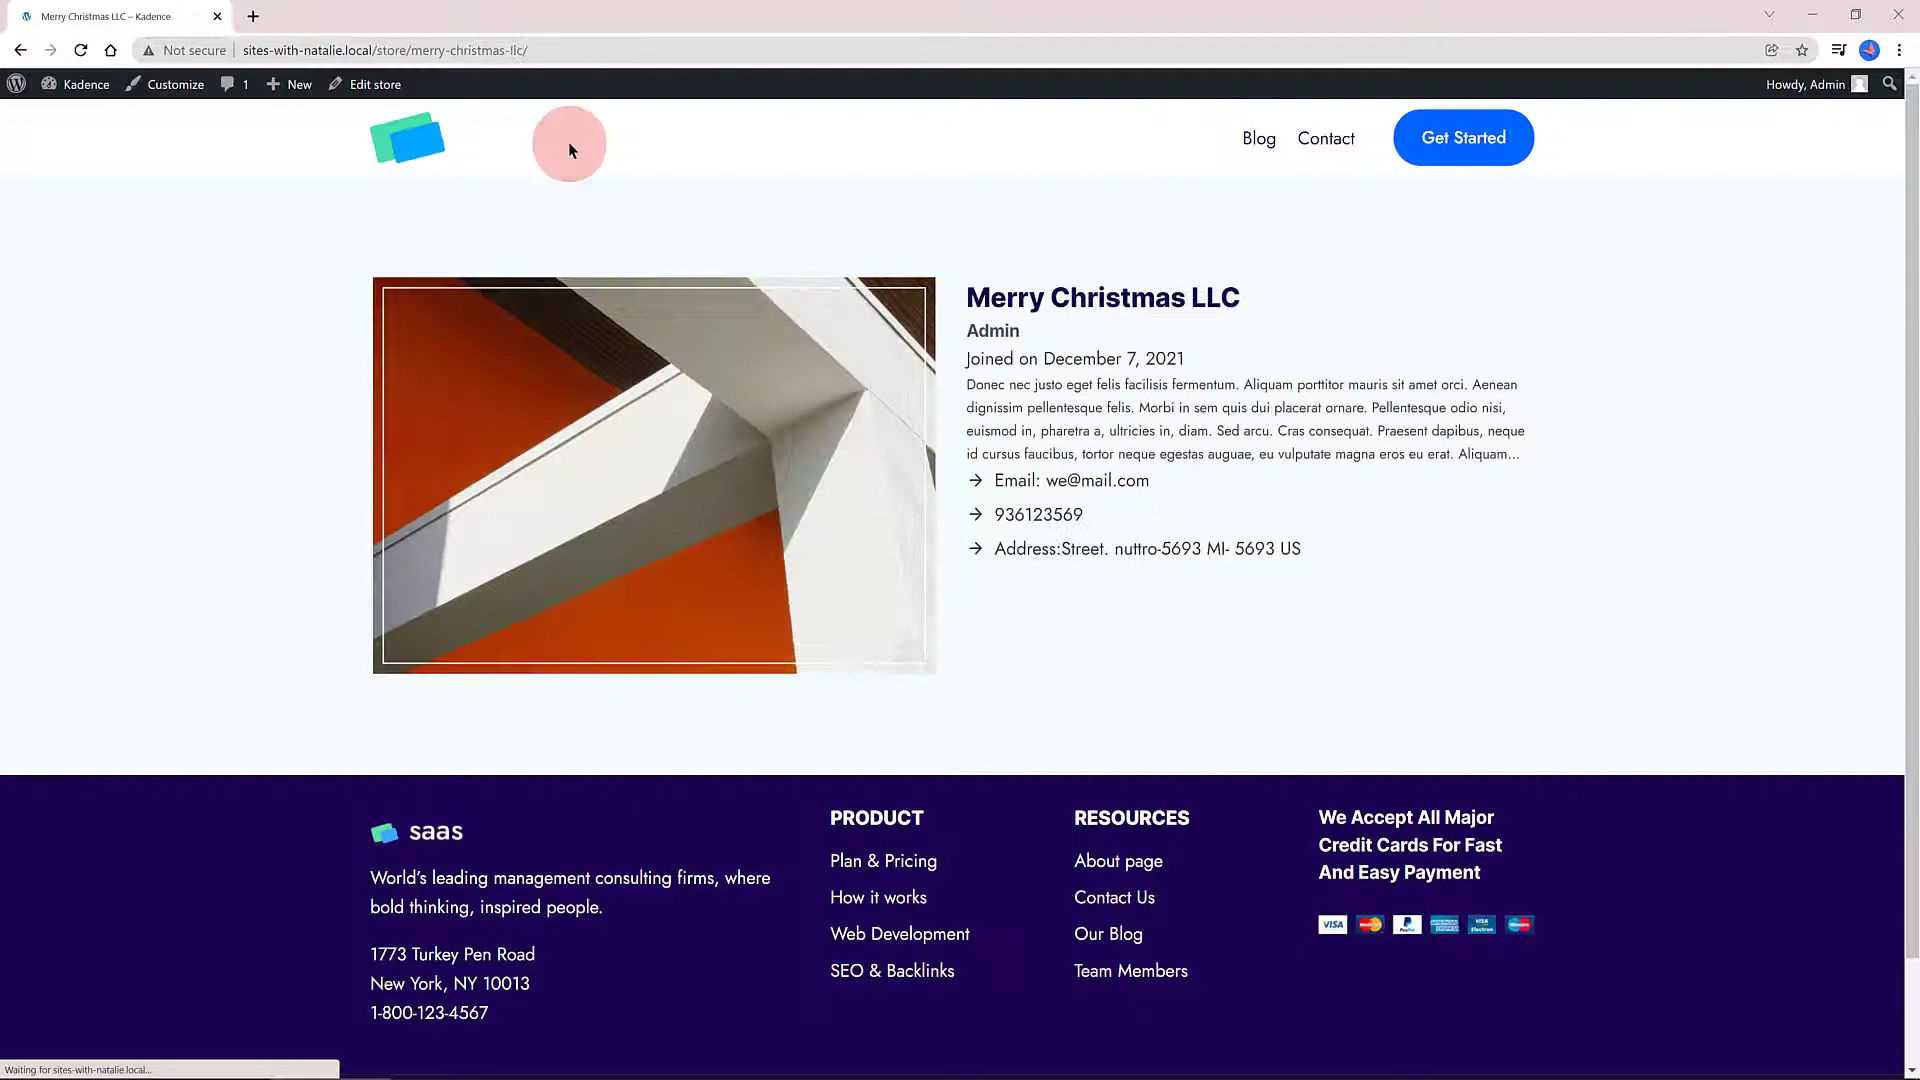 Merry Christmas LLC – Kadence
Not secure
sites-with-natalie.local/store/merry-christmas-llc/
Kadence
Customize
1
New
Edit store
Howdy, Admin
Blog
Contact
Get Started
Merry Christmas LLC
Admin
Joined on December 7, 2021
Donec nec justo eget felis facilisis fermentum. Aliquam porttitor mauris sit amet orci. Aenean
dignissim pellentesque felis. Morbi in sem quis dui placerat ornare. Pellentesque odio nisi,
euismod in, pharetra a, ultricies in, diam. Sed arcu. Cras consequat. Praesent dapibus, neque
id cursus faucibus, tortor neque egestas auguae, eu vulputate magna eros eu erat. Aliquam...
Email: we@mail.com
936123569
Address:Street. nuttro-5693 MI- 5693 US
saas
World's leading management consulting firms, where
bold thinking, inspired people.
1773 Turkey Pen Road
New York, NY 10013
1-800-123-4567
PRODUCT
Plan & Pricing
How it works
Web Development
SEO & Backlinks
RESOURCES
About page
Contact Us
Our Blog
Team Members
We Accept All Major
Credit Cards For Fast
And Easy Payment
VISA
PayPal
VISA
Electron
Waiting for sites-with-natalie.local...